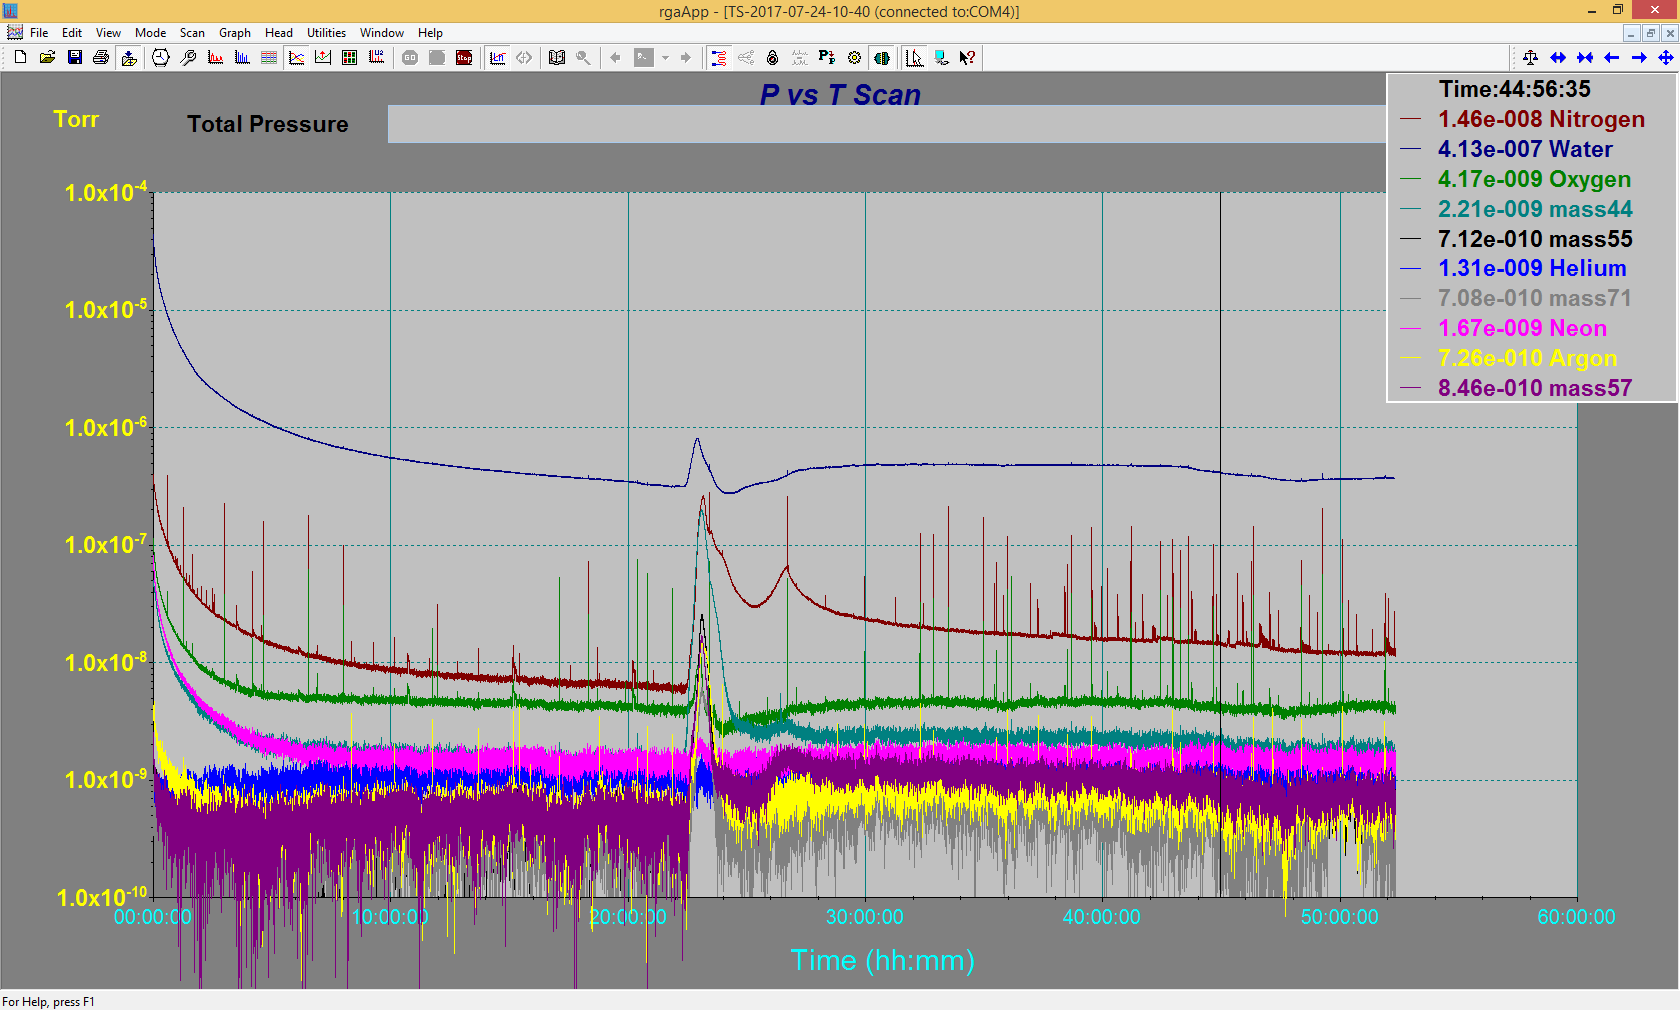 rgaApp - [TS-2017-07-24-10-40 (connected to:COM4)]
File Edit View Mode Scan Graph Head Utilities Window Help
GO Stop
P vs T Scan
Torr
Total Pressure
Time:44:56:35
1.46e-008 Nitrogen
4.13e-007 Water
4.17e-009 Oxygen
2.21e-009 mass44
7.12e-010 mass55
1.31e-009 Helium
7.08e-010 mass71
1.67e-009 Neon
7.26e-010 Argon
8.46e-010 mass57
1.0x10-4
1.0x10-5
1.0x10-6
1.0x10-7
1.0x10-8
1.0x10-9
1.0x10-10
00:00:00 10:00:00 20:00:00 30:00:00 40:00:00 50:00:00 60:00:00
Time (hh:mm)
For Help, press F1